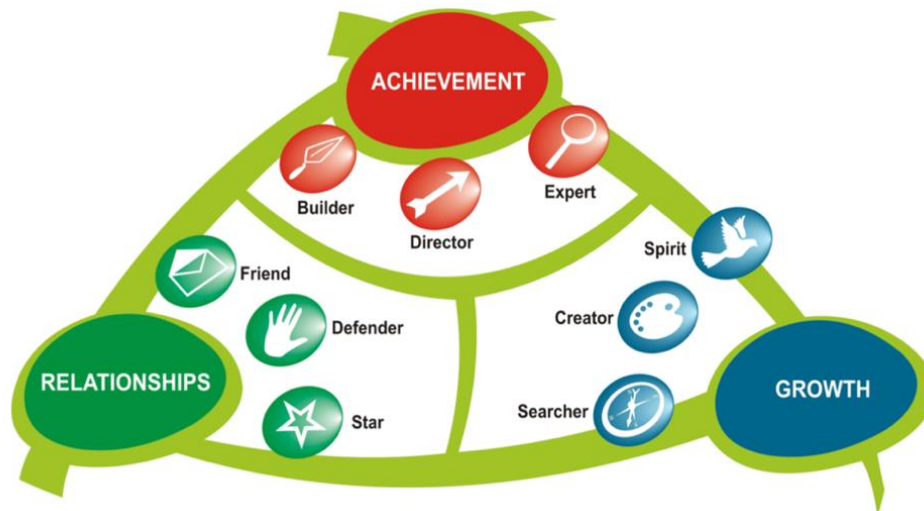 ACHIEVEMENT
Builder
Director
Expert
Spirit
Friend
Defender
Creator
RELATIONSHIPS
GROWTH
Star
Searcher